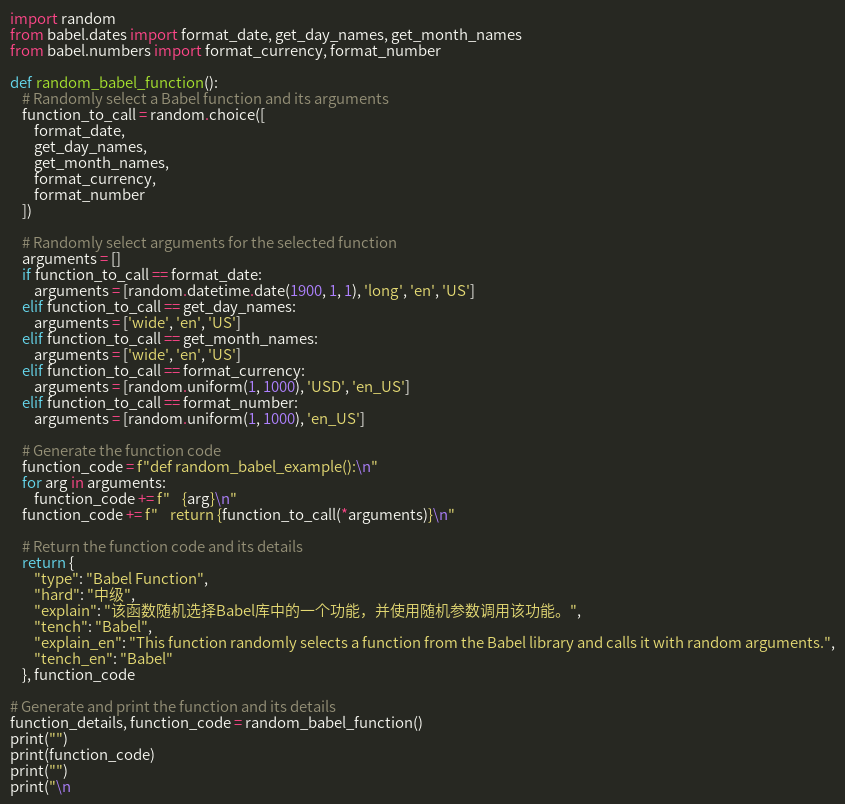 import random
from babel.dates import format_date, get_day_names, get_month_names
from babel.numbers import format_currency, format_number

def random_babel_function():
    # Randomly select a Babel function and its arguments
    function_to_call = random.choice([
        format_date,
        get_day_names,
        get_month_names,
        format_currency,
        format_number
    ])

    # Randomly select arguments for the selected function
    arguments = []
    if function_to_call == format_date:
        arguments = [random.datetime.date(1900, 1, 1), 'long', 'en', 'US']
    elif function_to_call == get_day_names:
        arguments = ['wide', 'en', 'US']
    elif function_to_call == get_month_names:
        arguments = ['wide', 'en', 'US']
    elif function_to_call == format_currency:
        arguments = [random.uniform(1, 1000), 'USD', 'en_US']
    elif function_to_call == format_number:
        arguments = [random.uniform(1, 1000), 'en_US']

    # Generate the function code
    function_code = f"def random_babel_example():\n"
    for arg in arguments:
        function_code += f"    {arg}\n"
    function_code += f"    return {function_to_call(*arguments)}\n"

    # Return the function code and its details
    return {
        "type": "Babel Function",
        "hard": "中级",
        "explain": "该函数随机选择Babel库中的一个功能，并使用随机参数调用该功能。",
        "tench": "Babel",
        "explain_en": "This function randomly selects a function from the Babel library and calls it with random arguments.",
        "tench_en": "Babel"
    }, function_code

# Generate and print the function and its details
function_details, function_code = random_babel_function()
print("")
print(function_code)
print("")
print("\n